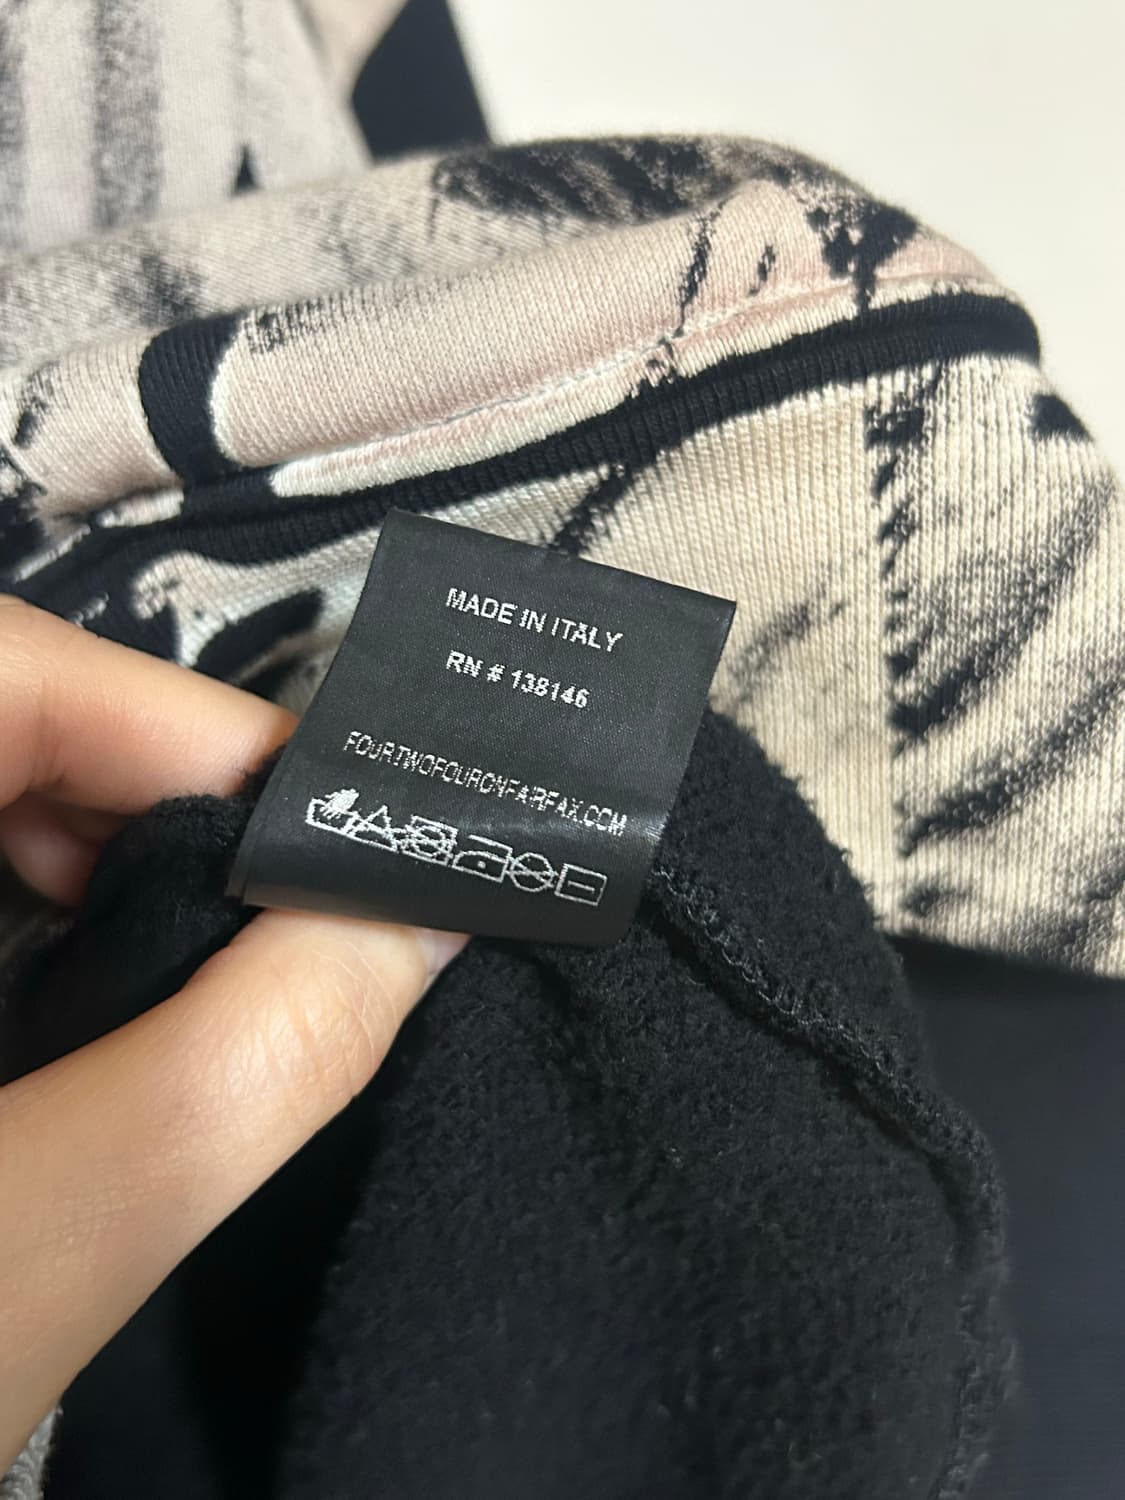 MADE IN ITALY
RN # 138146
FOURTWOFOURONFAIRFAX.COM